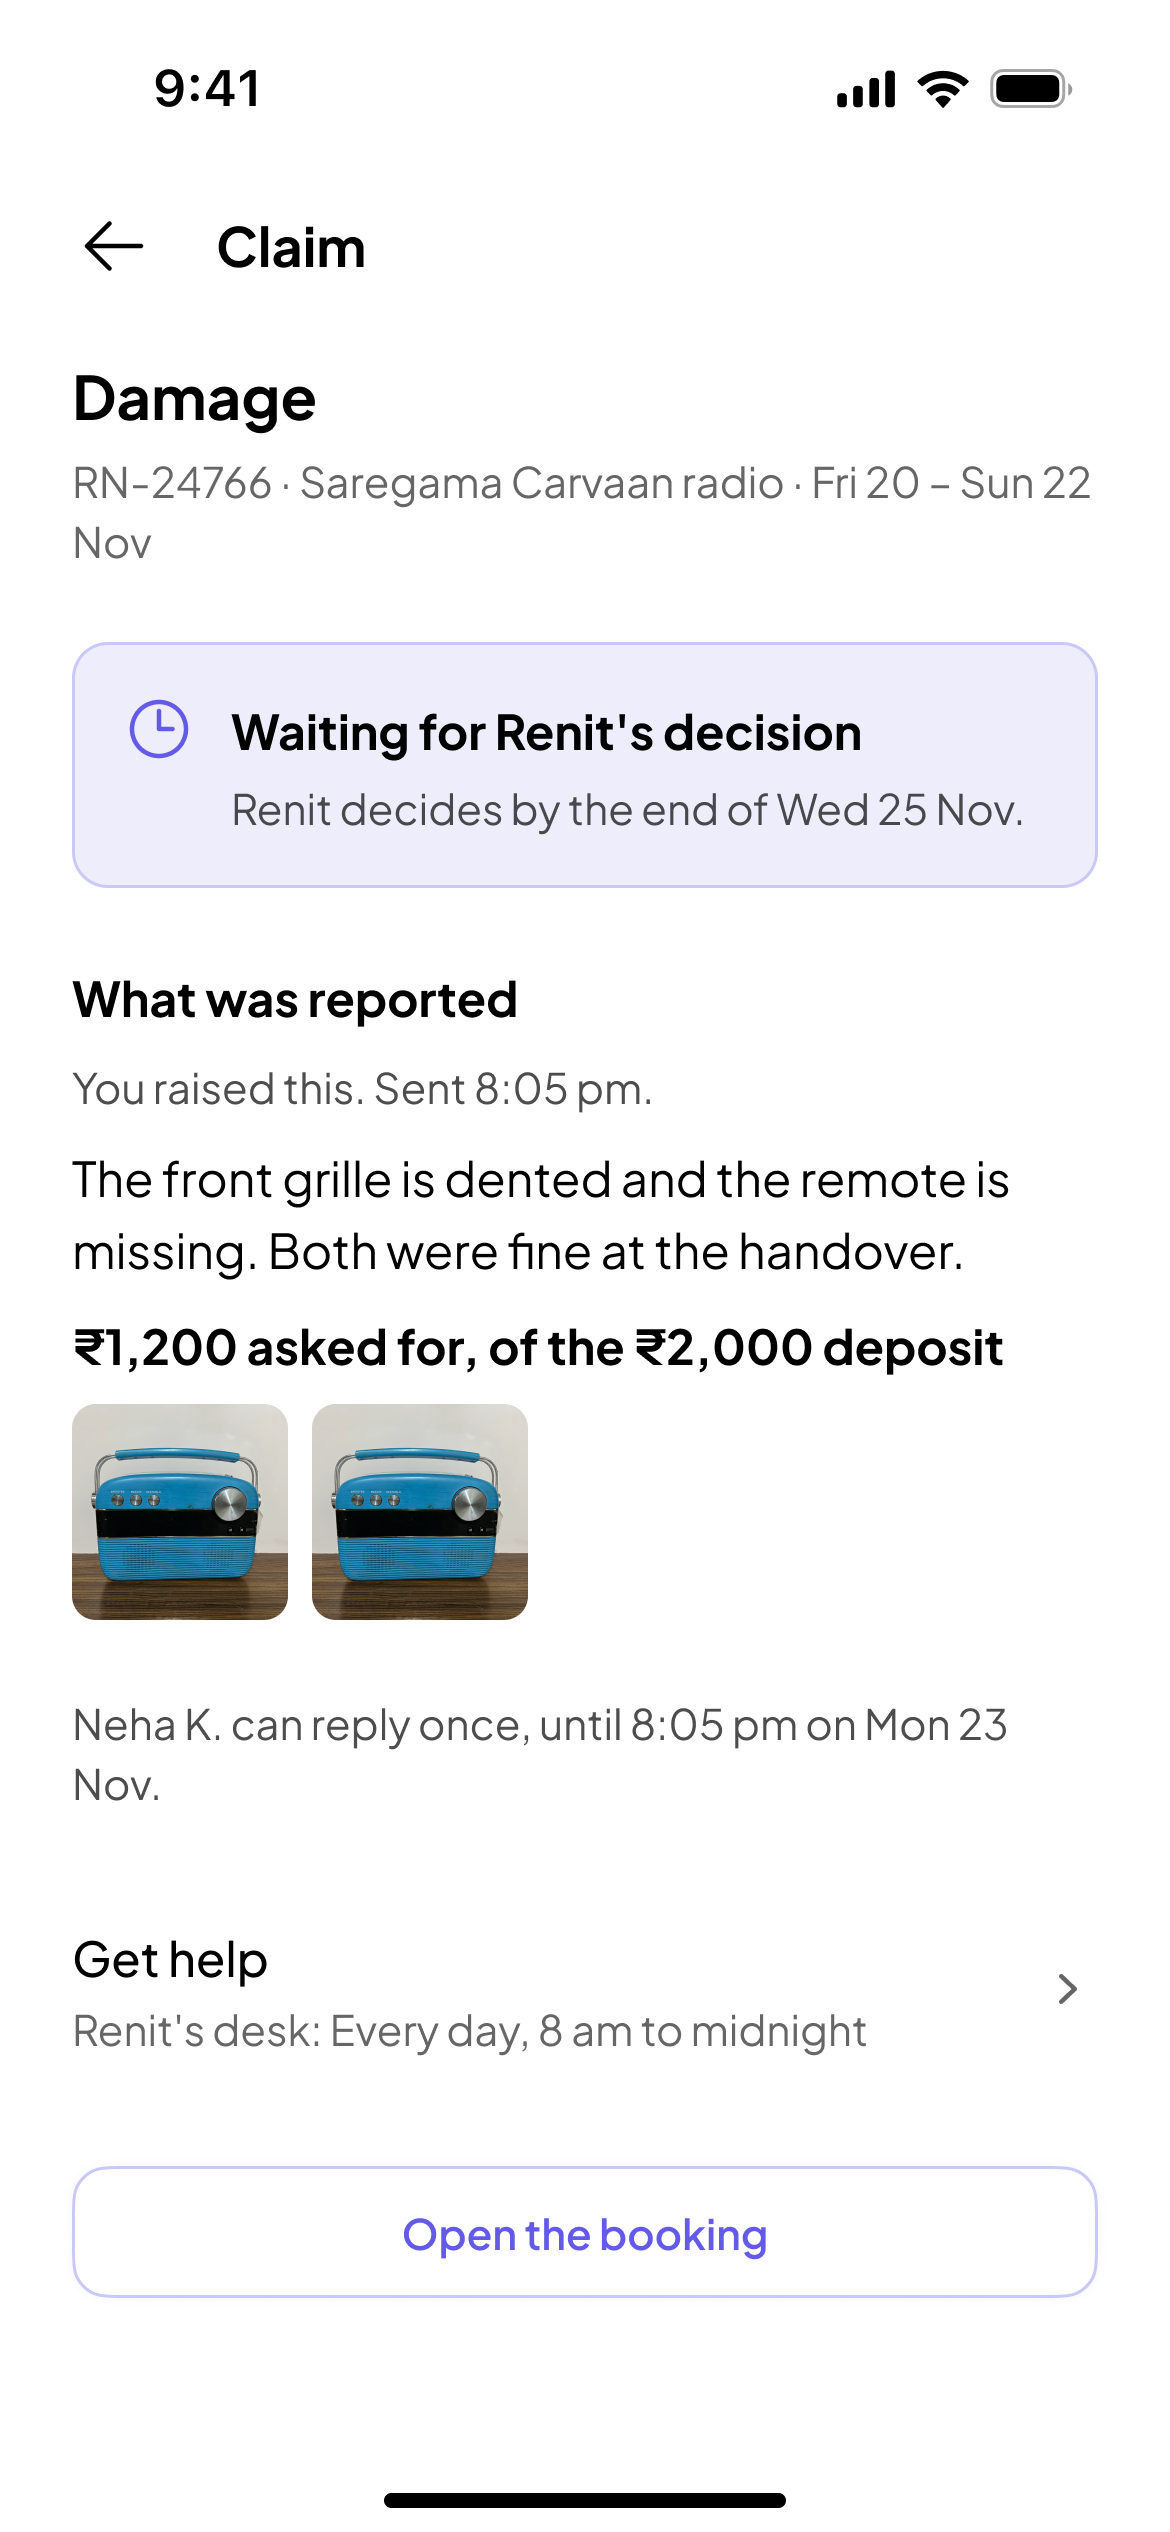 9:41
Claim
Damage
RN-24766 · Saregama Carvaan radio · Fri 20 – Sun 22
Nov
Waiting for Renit's decision
Renit decides by the end of Wed 25 Nov.
What was reported
You raised this. Sent 8:05 pm.
The front grille is dented and the remote is
missing. Both were fine at the handover.
₹1,200 asked for, of the ₹2,000 deposit
Neha K. can reply once, until 8:05 pm on Mon 23
Nov.
Get help
Renit's desk: Every day, 8 am to midnight
Open the booking